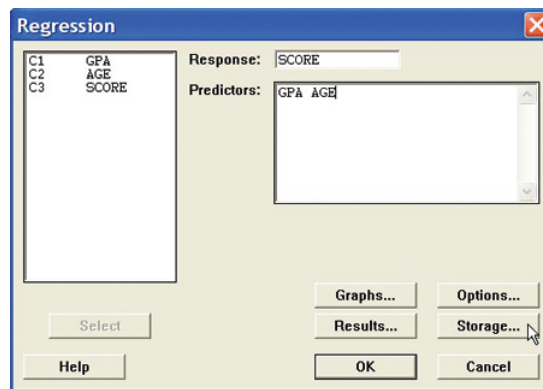 Regression
C1 GPA
C2 AGE
C3 SCORE
Response: SCORE
Predictors: GPA AGE
Graphs... Options...
Select Results... Storage...
Help OK Cancel